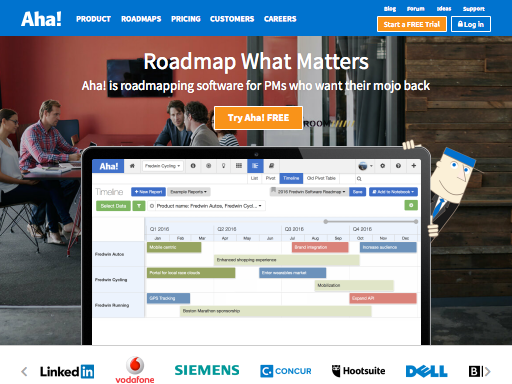 Blog Forum Ideas Support
Aha! PRODUCT ROADMAPS PRICING CUSTOMERS CAREERS
Start a FREE Trial Log in
Roadmap What Matters
Aha! is roadmapping software for PMs who want their mojo back
Try Aha! FREE
ROOM
Aha! Fredwin Cycling
List Pivot Timeline Old Pivot Table
Timeline + New Report Example Reports 2016 Fredwin Software Roadmap Save Add to Notebook
Select Data Product name: Fredwin Autos, Fredwin Cycl...
Q1 2016 Q2 2016 Q3 2016 Q4 2016
Jan Feb Mar Apr May Jun Jul Aug Sep Oct Nov Dec
Fredwin Autos
Mobile centric Brand integration Increase audience
Enhanced shopping experience
Fredwin Cycling
Portal for local race circuits Enter wearables market
Mobilization
Fredwin Running
GPS Tracking Expand API
Boston Marathon sponsorship
Linked in vodafone SIEMENS CONCUR Hootsuite DELL B